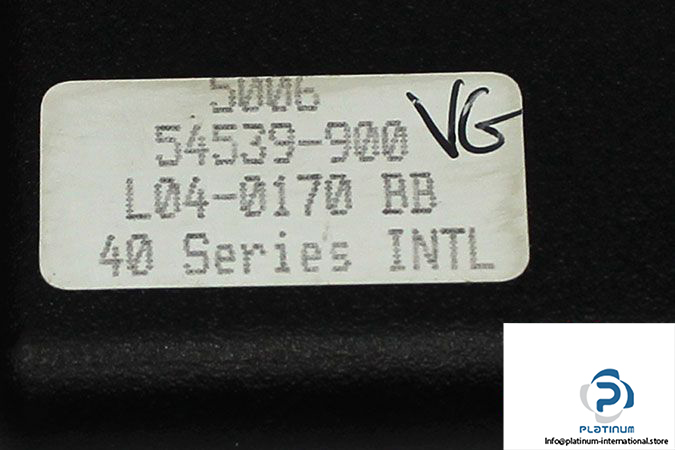 5006
54539-900
VG
L04-0170 BB
40 Series INTL
PLATINUM
Info@platinum-international.store